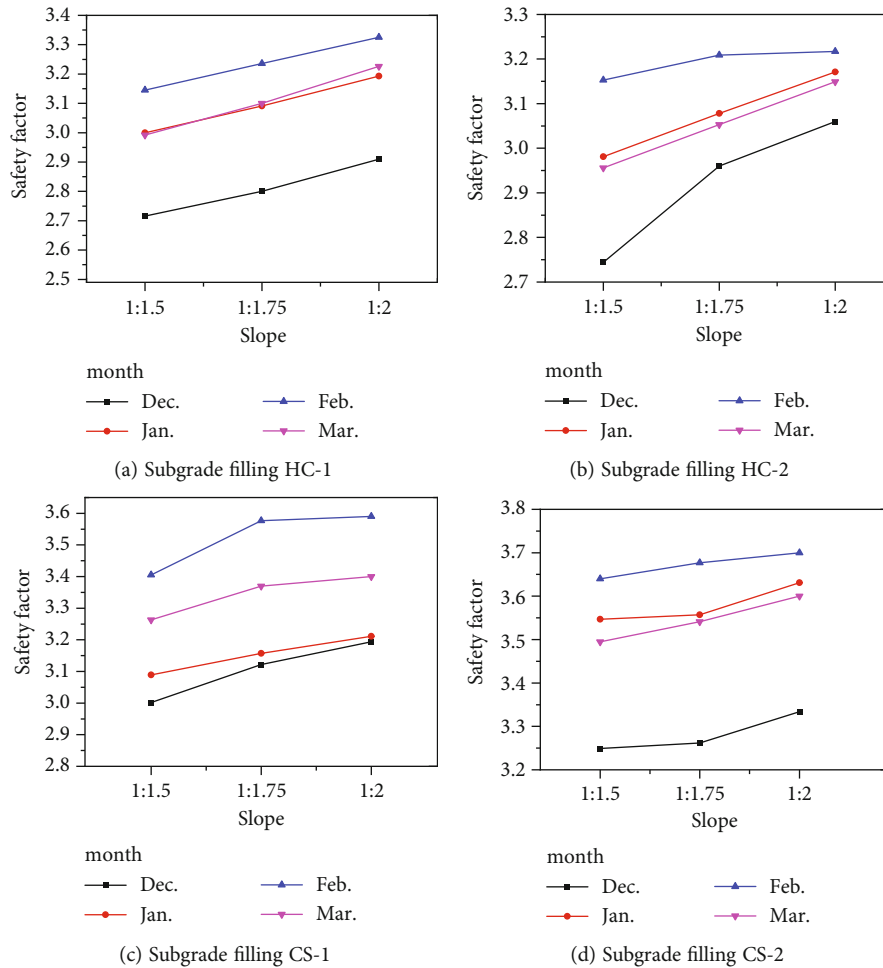 3.4
3.3
3.2
3.1
3.0
2.9
2.8
2.7
2.6
2.5
Safety factor
1:1.5
1:1.75
1:2
Slope
month
Dec.
Feb.
Jan.
Mar.
(a) Subgrade filling HC-1
3.3
3.2
3.1
3.0
2.9
2.8
2.7
Safety factor
1:1.5
1:1.75
1:2
Slope
month
Dec.
Feb.
Jan.
Mar.
(b) Subgrade filling HC-2
3.6
3.5
3.4
3.3
3.2
3.1
3.0
2.9
2.8
Safety factor
1:1.5
1:1.75
1:2
Slope
month
Dec.
Feb.
Jan.
Mar.
(c) Subgrade filling CS-1
3.8
3.7
3.6
3.5
3.4
3.3
3.2
Safety factor
1:1.5
1:1.75
1:2
Slope
month
Dec.
Feb.
Jan.
Mar.
(d) Subgrade filling CS-2